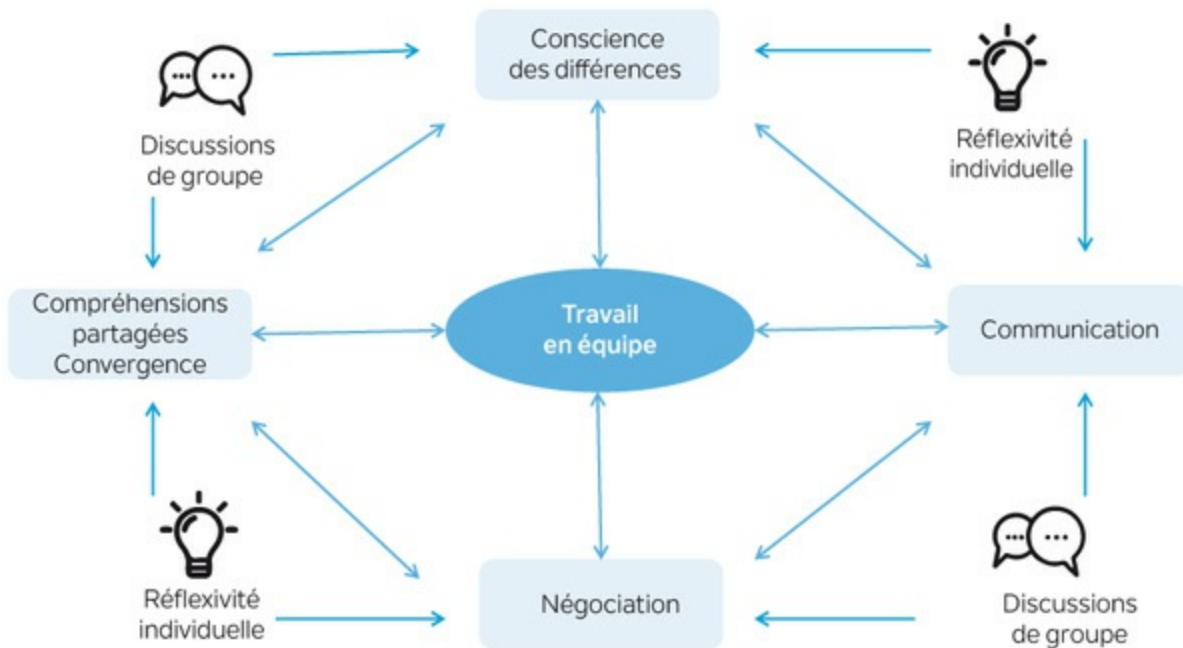 Conscience
des différences
Discussions
de groupe
Réflexivité
individuelle
Compréhensions
partagées
Convergence
Travail
en équipe
Communication
Réflexivité
individuelle
Négociation
Discussions
de groupe